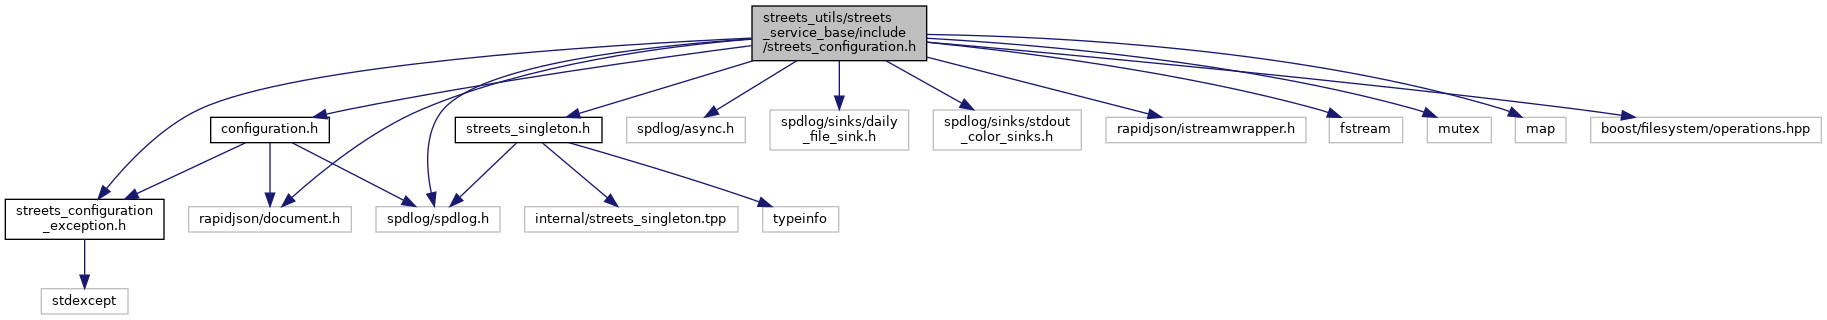 streets_utils/streets
_service_base/include
/streets_configuration.h
configuration.h
streets_singleton.h
spdlog/async.h
spdlog/sinks/daily
_file_sink.h
spdlog/sinks/stdout
_color_sinks.h
rapidjson/istreamwrapper.h
fstream
mutex
map
boost/filesystem/operations.hpp
streets_configuration
_exception.h
rapidjson/document.h
spdlog/spdlog.h
internal/streets_singleton.tpp
typeinfo
stdexcept